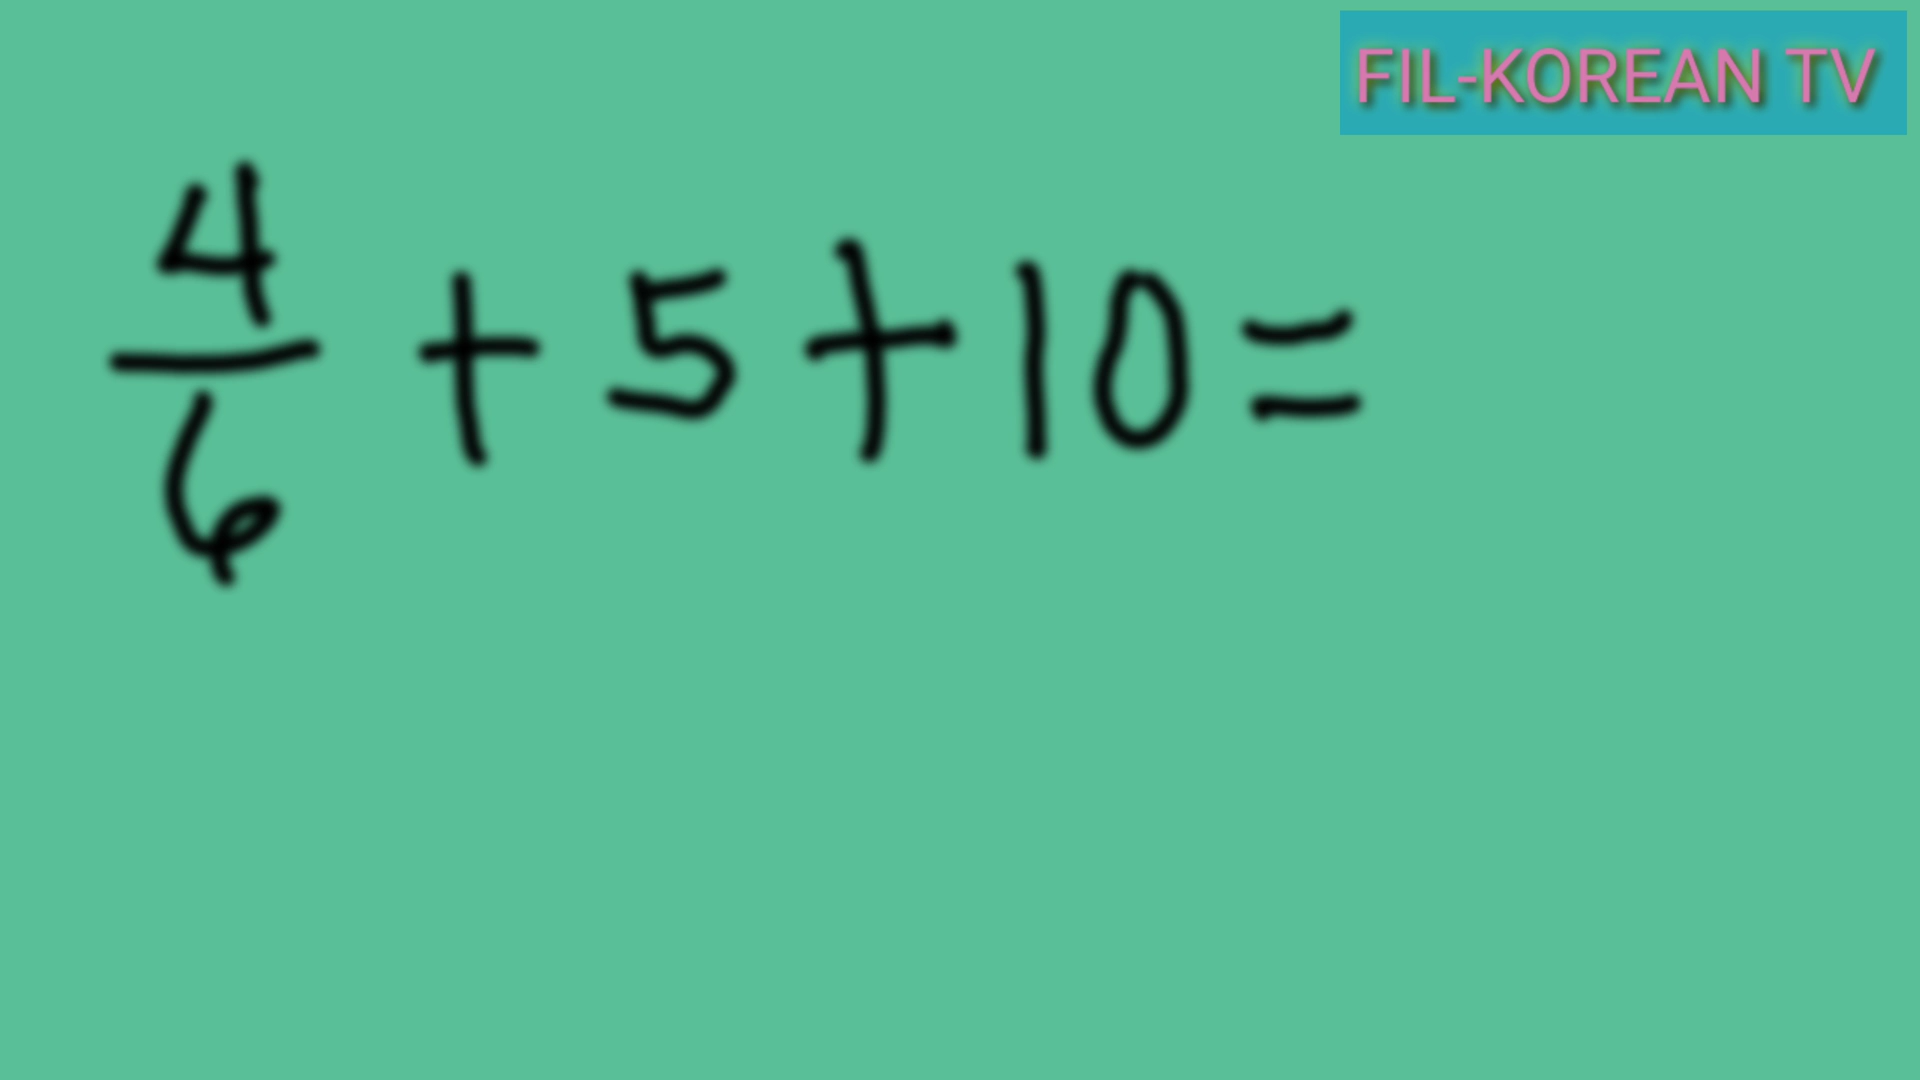 FIL-KOREAN TV
4/6 + 5 + 10 =